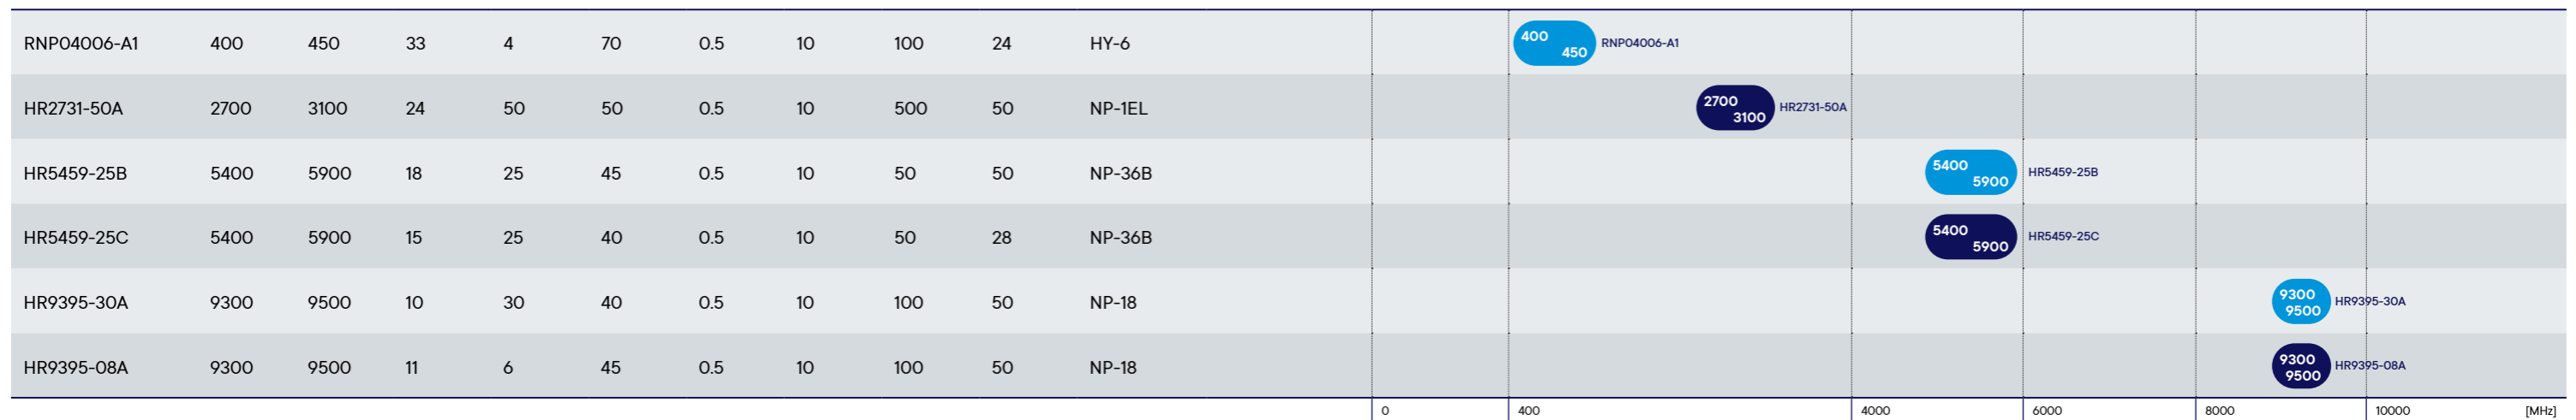 RNP04006-A1 400 450 33 4 70 0.5 10 100 24 HY-6 400 450 RNP04006-A1
HR2731-50A 2700 3100 24 50 50 0.5 10 500 50 NP-1EL 2700 3100 HR2731-50A
HR5459-25B 5400 5900 18 25 45 0.5 10 50 50 NP-36B 5400 5900 HR5459-25B
HR5459-25C 5400 5900 15 25 40 0.5 10 50 28 NP-36B 5400 5900 HR5459-25C
HR9395-30A 9300 9500 10 30 40 0.5 10 100 50 NP-18 9300 9500 HR9395-30A
HR9395-08A 9300 9500 11 6 45 0.5 10 100 50 NP-18 9300 9500 HR9395-08A
0 400 4000 6000 8000 10000 [MHz]